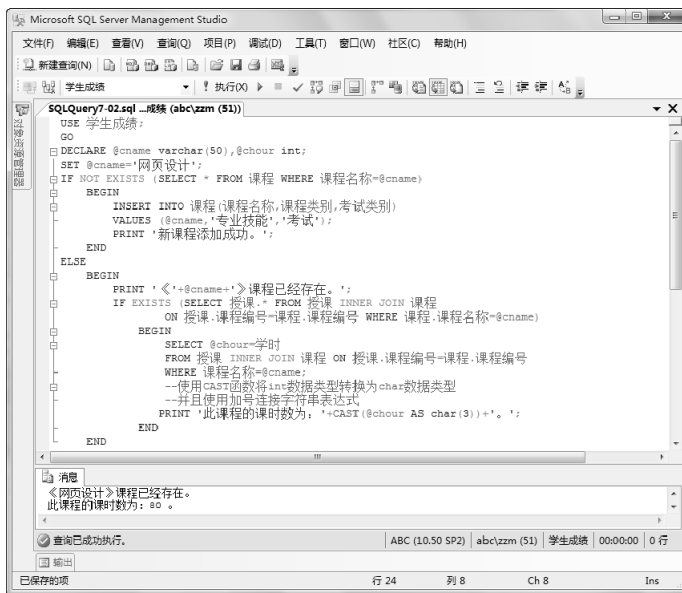 Microsoft SQL Server Management Studio
文件(F) 编辑(E) 查看(V) 查询(Q) 项目(P) 调试(D) 工具(T) 窗口(W) 社区(C) 帮助(H)
新建查询(N)
学生成绩 执行(X)
对象资源管理器
SQLQuery7-02.sql ...成绩 (abc\zzm (51))
USE 学生成绩;
GO
DECLARE @cname varchar(50),@chour int;
SET @cname='网页设计';
IF NOT EXISTS (SELECT * FROM 课程 WHERE 课程名称=@cname)
BEGIN
INSERT INTO 课程(课程名称,课程类别,考试类别)
VALUES (@cname,'专业技能','考试');
PRINT '新课程添加成功。';
END
ELSE
BEGIN
PRINT '《'+@cname+'》课程已经存在。';
IF EXISTS (SELECT 授课.* FROM 授课 INNER JOIN 课程
ON 授课.课程编号=课程.课程编号 WHERE 课程.课程名称=@cname)
BEGIN
SELECT @chour=学时
FROM 授课 INNER JOIN 课程 ON 授课.课程编号=课程.课程编号
WHERE 课程名称=@cname;
--使用CAST函数将int数据类型转换为char数据类型
--并且使用加号连接字符串表达式
PRINT '此课程的课时数为：'+CAST(@chour AS char(3))+'。';
END
END
消息
《网页设计》课程已经存在。
此课程的课时数为：80 。
查询已成功执行。 ABC (10.50 SP2) abc\zzm (51) 学生成绩 00:00:00 0 行
输出
已保存的项 行 24 列 8 Ch 8 Ins